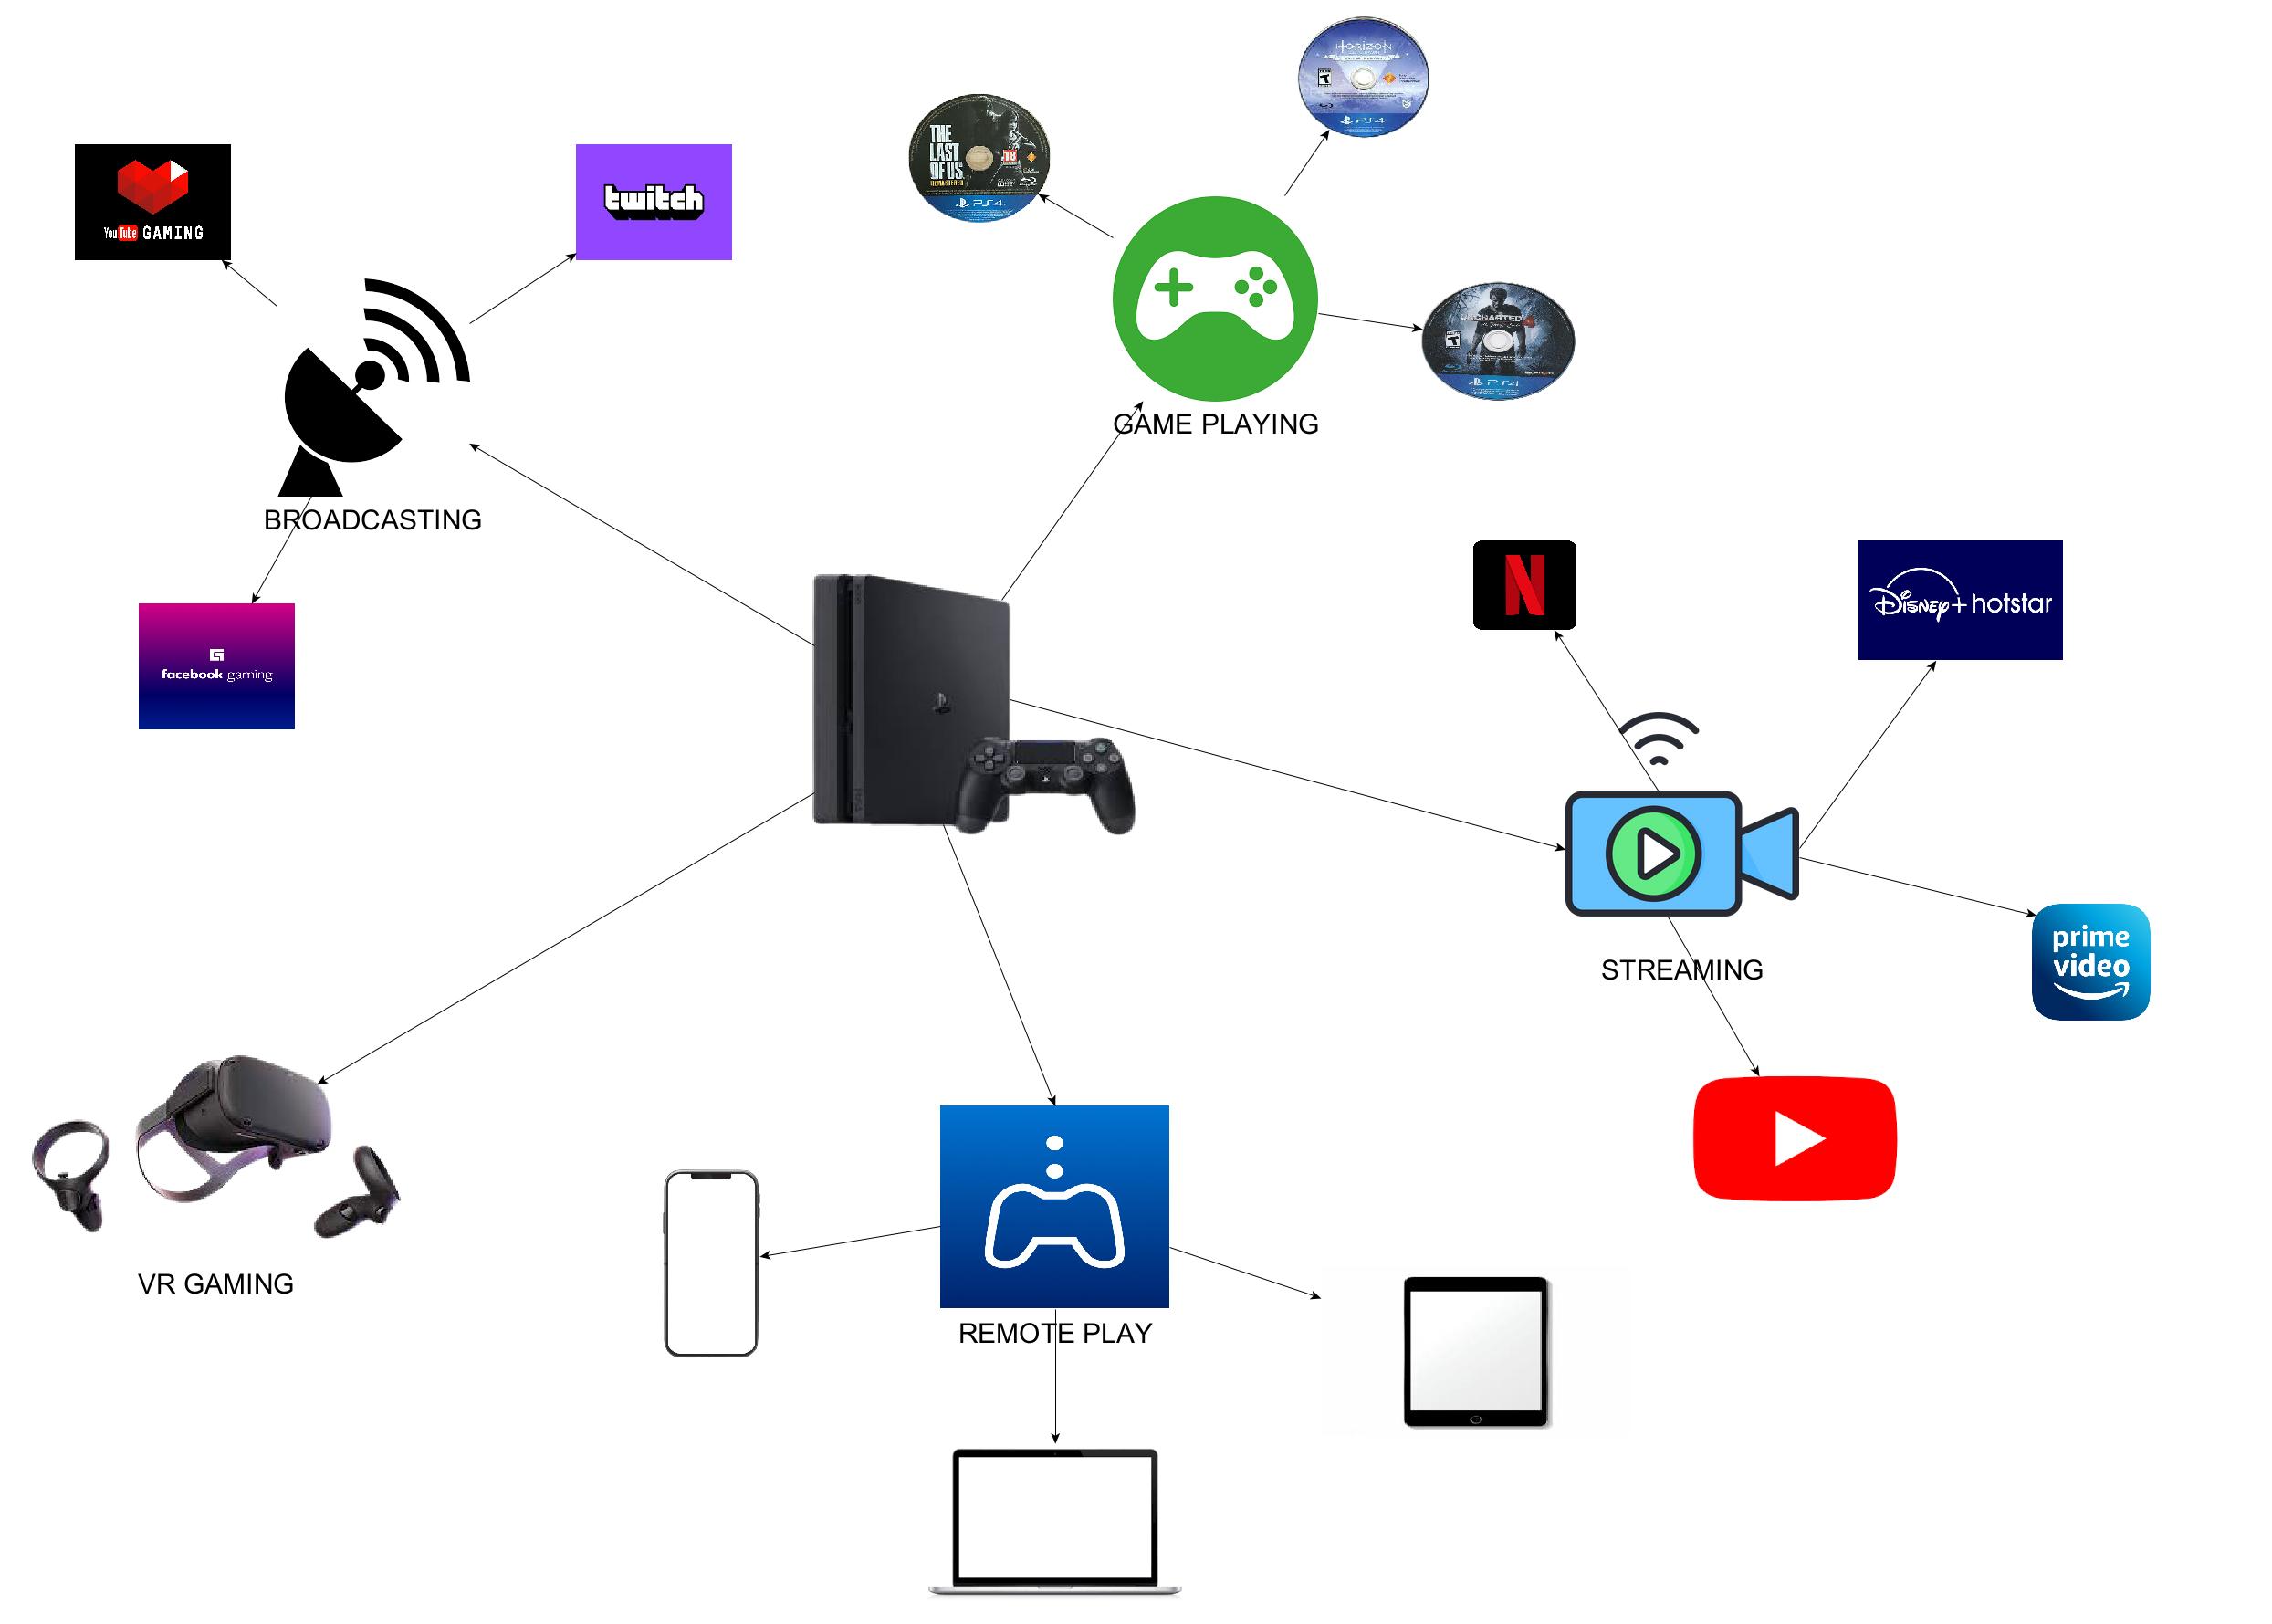 HORIZON
PS4
THE
LAST
OF US
REMASTERED
18
PS4
YouTube GAMING
twitch
UNCHARTED 4
PS4
GAME PLAYING
BROADCASTING
N
Disney+ hotstar
facebook gaming
prime
video
STREAMING
VR GAMING
REMOTE PLAY